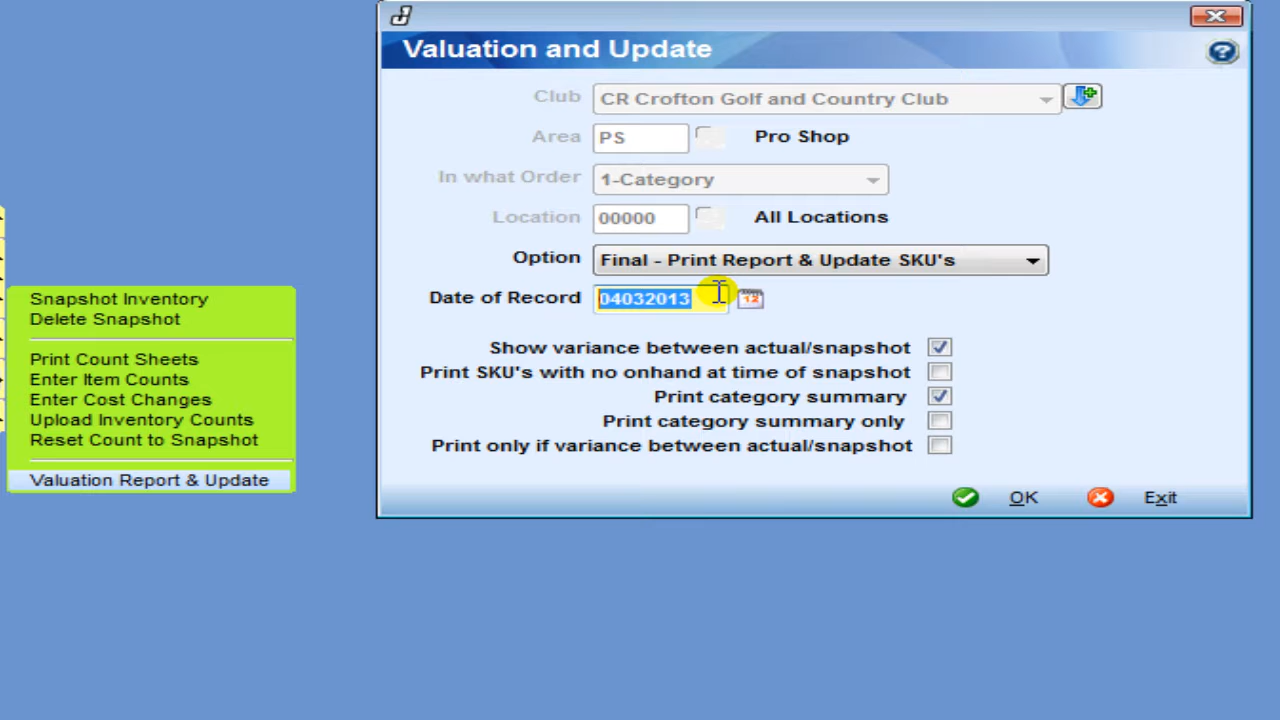 Valuation and Update
Club CR Crofton Golf and Country Club
Area PS Pro Shop
In what Order 1-Category
Location 00000 All Locations
Option Final - Print Report & Update SKU's
Date of Record 04032013 12
Show variance between actual/snapshot
Print SKU's with no onhand at time of snapshot
Print category summary
Print category summary only
Print only if variance between actual/snapshot
OK Exit
Snapshot Inventory
Delete Snapshot
Print Count Sheets
Enter Item Counts
Enter Cost Changes
Upload Inventory Counts
Reset Count to Snapshot
Valuation Report & Update